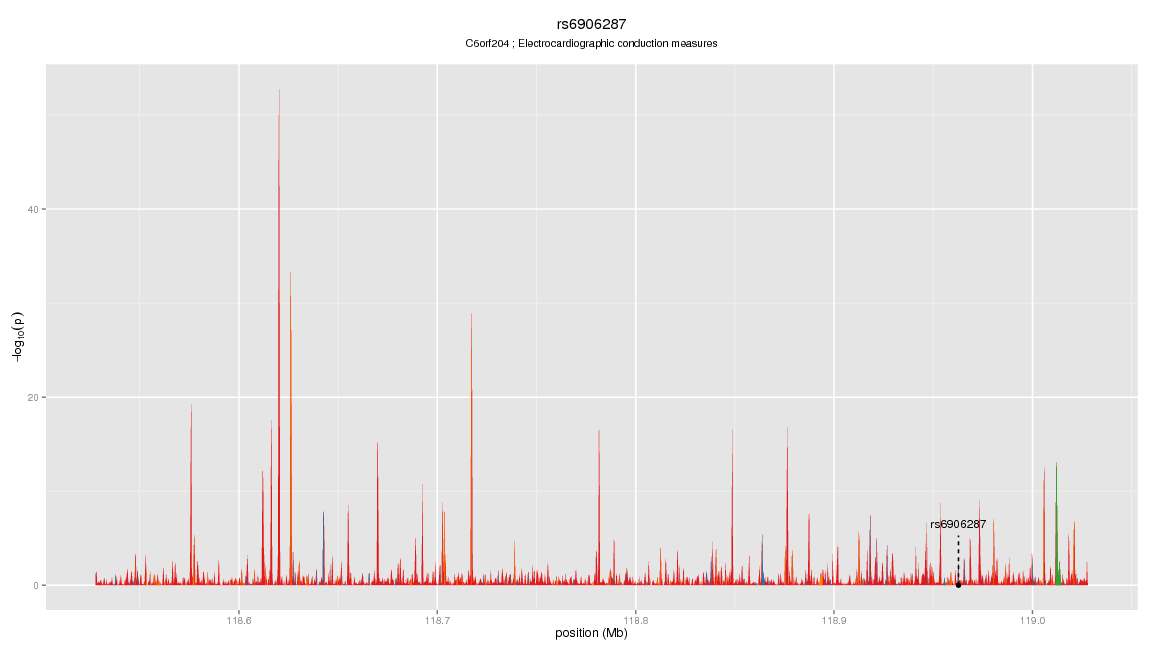 rs6906287
C6orf204 ; Electrocardiographic conduction measures
40
20
0
−log10(p)
rs6906287
118.6 118.7 118.8 118.9 119.0
position (Mb)